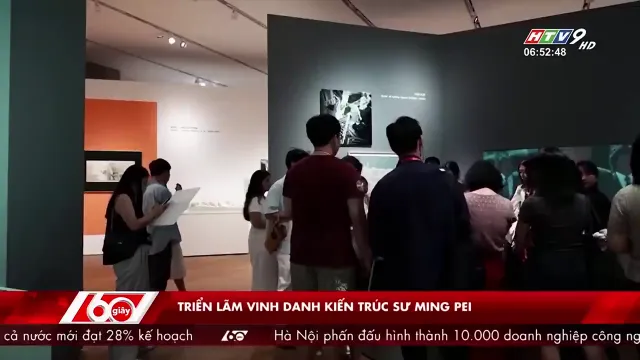 HTV9 HD
06:52:48
60 giây
TRIỂN LÃM VINH DANH KIẾN TRÚC SƯ MING PEI
cả nước mới đạt 28% kế hoạch 60 Hà Nội phấn đấu hình thành 10.000 doanh nghiệp công ng